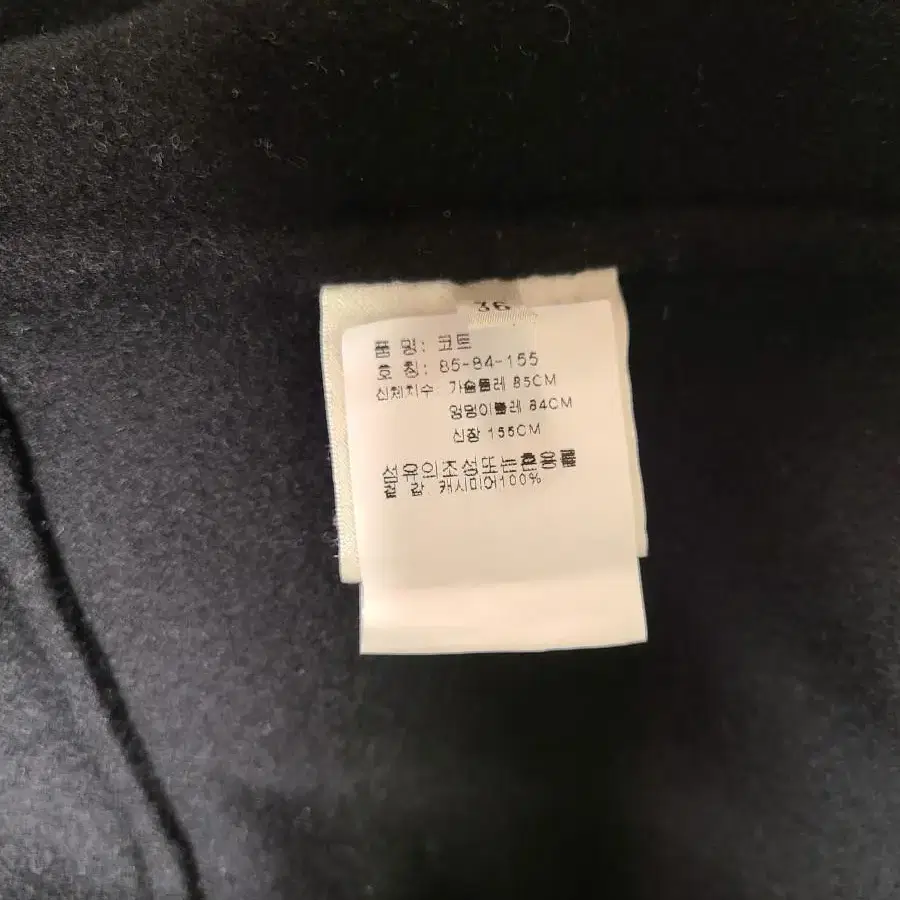 36
품 명: 코트
호 칭: 85-84-155
신체치수: 가슴둘레 85CM
엉덩이둘레 84CM
신장 155CM
섬유의조성또는혼용률
겉 감: 캐시미어100%